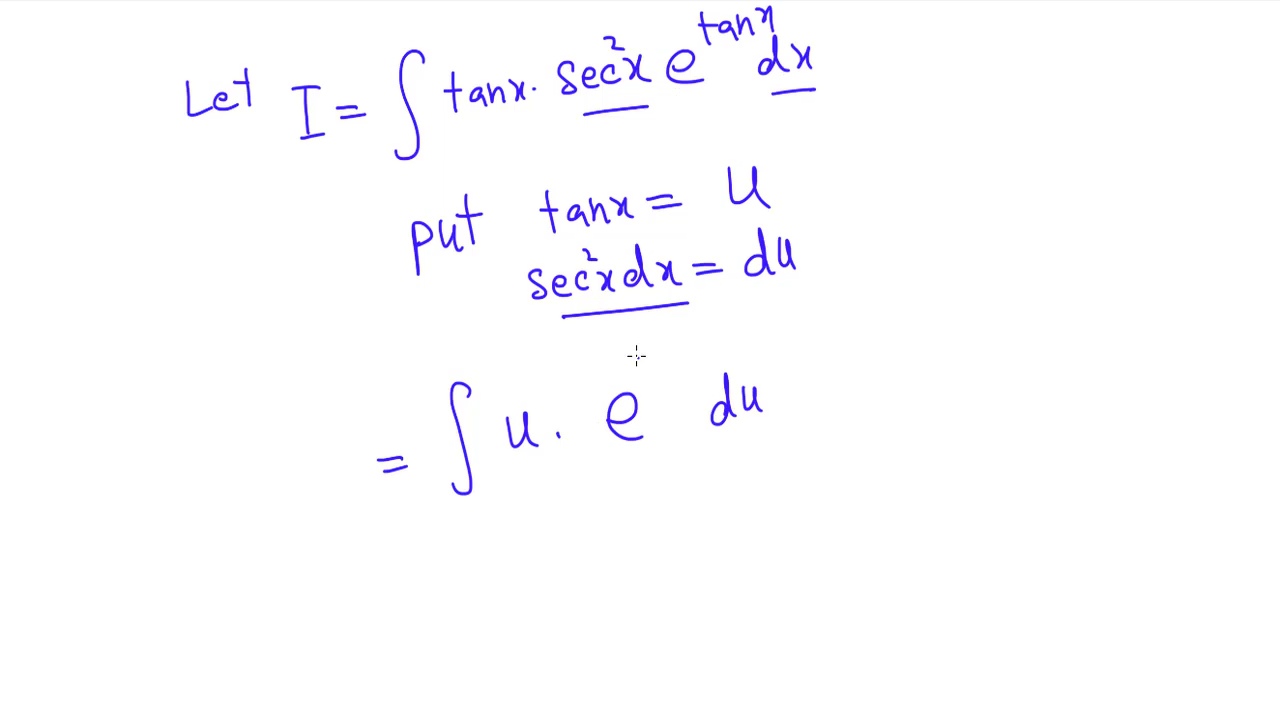 Let I = ∫ tanx · sec²x e^tanx dx
put tanx = u
sec²x dx = du
= ∫ u · e du